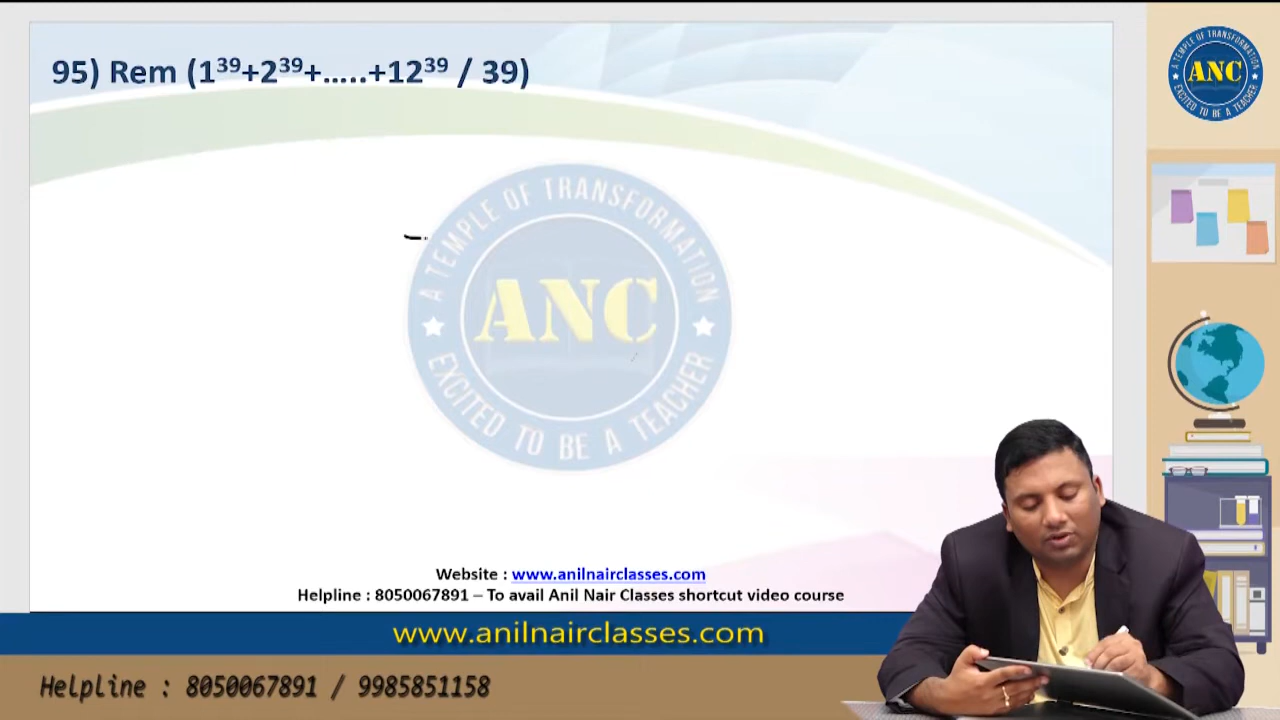 95) Rem (1³⁹+2³⁹+.....+12³⁹ / 39)
A TEMPLE OF TRANSFORMATION
ANC
EXCITED TO BE A TEACHER
A TEMPLE OF TRANSFORMATION
ANC
EXCITED TO BE A TEACHER
Website : www.anilnairclasses.com
Helpline : 8050067891 – To avail Anil Nair Classes shortcut video course
www.anilnairclasses.com
Helpline : 8050067891 / 9985851158